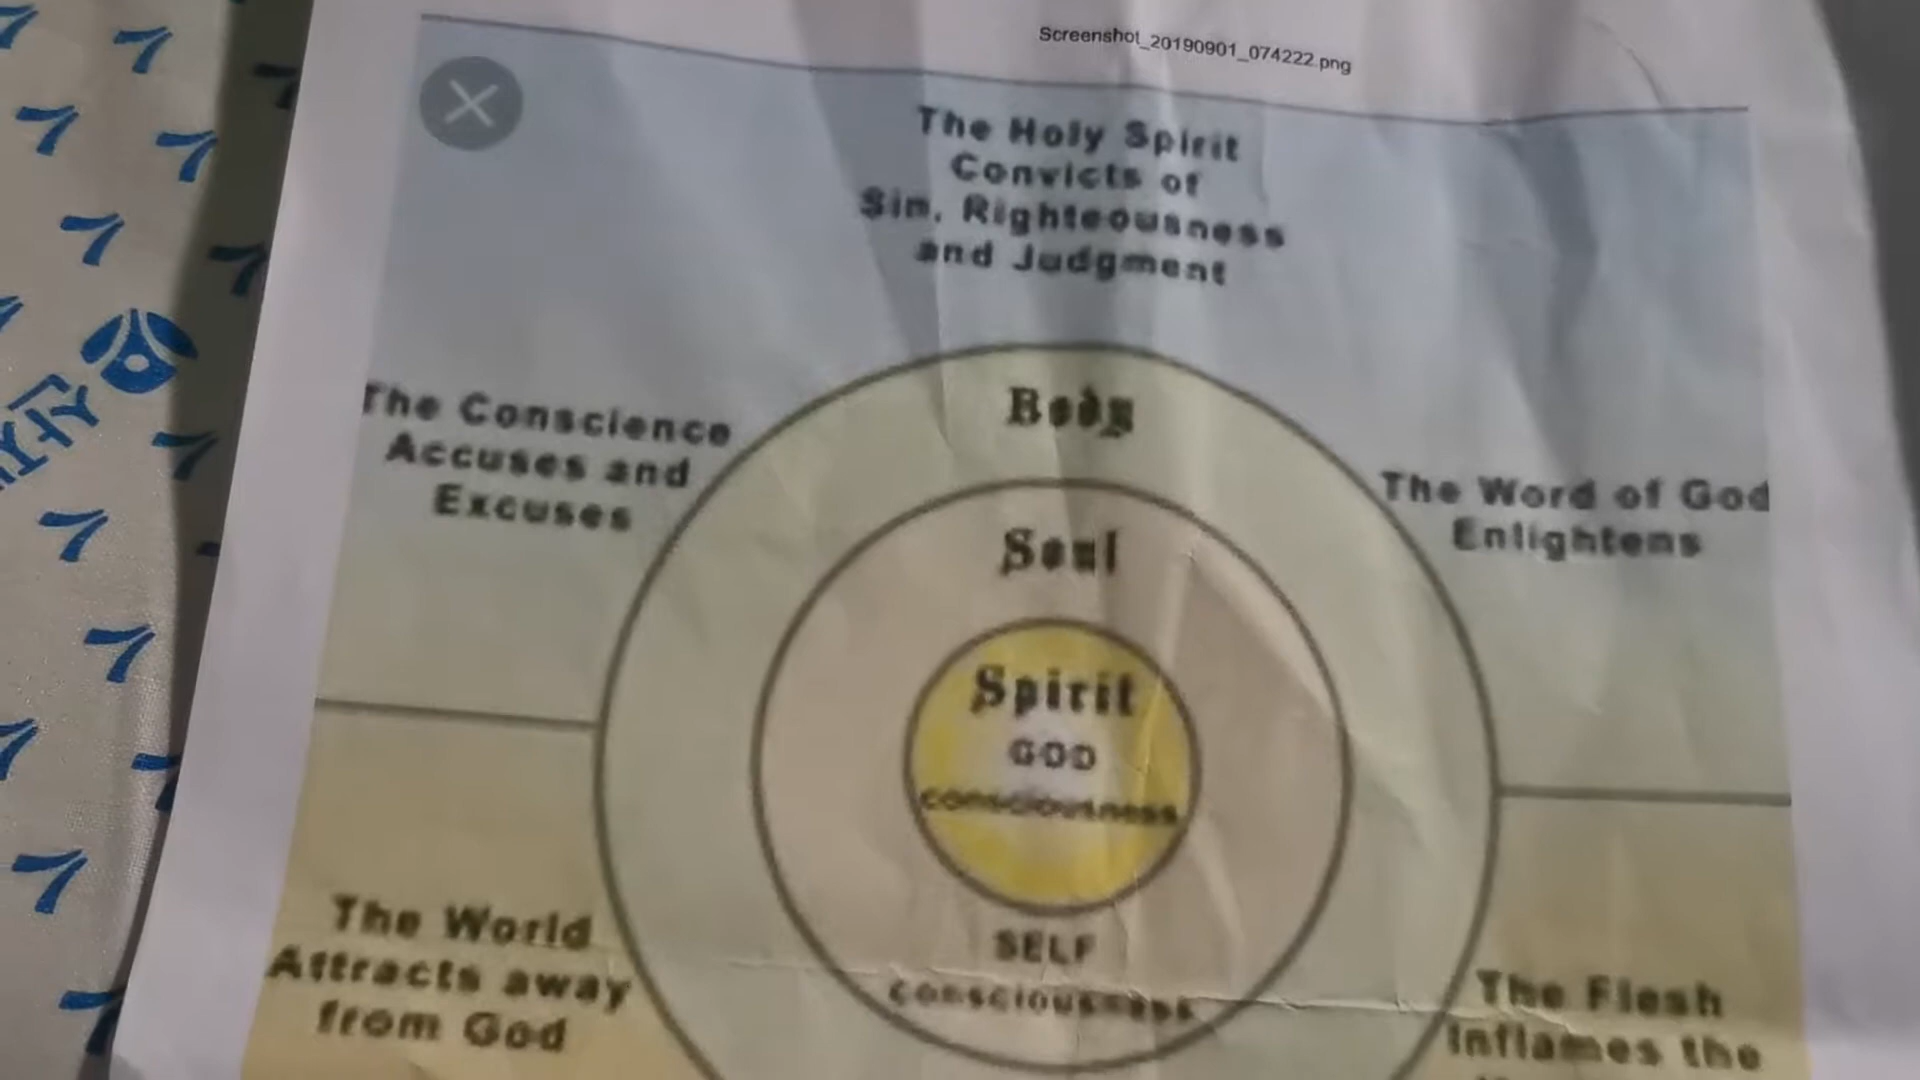 Screenshot_20190901_074222.png
The Holy Spirit
Convicts of
Sin, Righteousness
and Judgment
The Conscience
Accuses and
Excuses
The Word of God
Enlightens
Body
Soul
Spirit
GOD
consciousness
SELF
consciousness
The World
Attracts away
from God
The Flesh
Inflames the